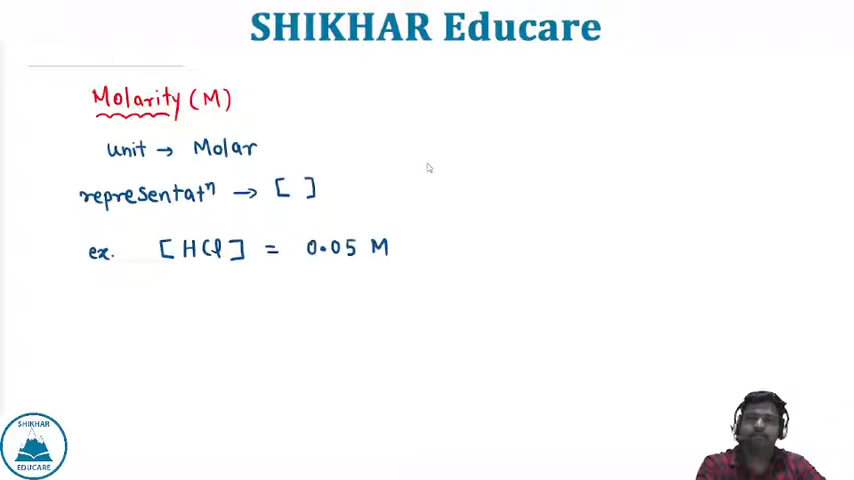 SHIKHAR Educare
Molarity (M)
unit → Molar
representatⁿ → [ ]
ex. [HCl] = 0.05 M
SHIKHAR
EDUCARE